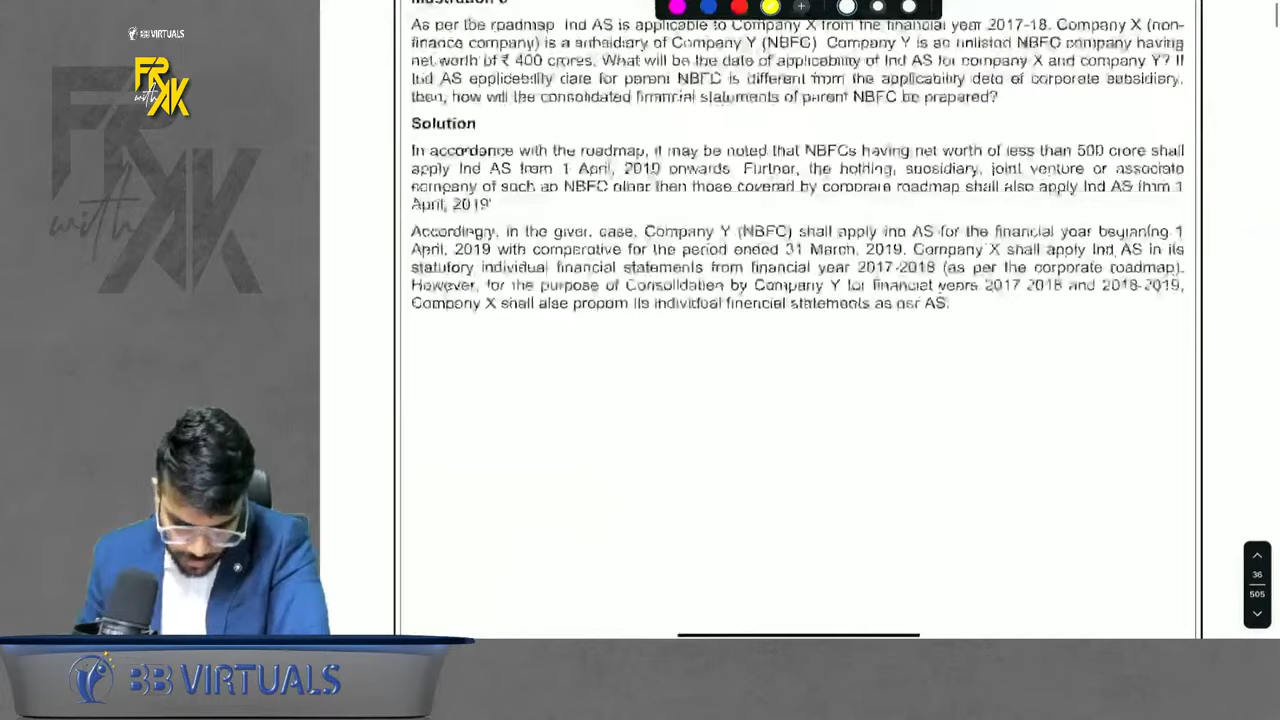 BB VIRTUALS
FR
with
AK
As per the roadmap Ind AS is applicable to Company X from the financial year 2017-18. Company X (non-
finance company) is a subsidiary of Company Y (NBFC) Company Y is an unlisted NBFC company having
net worth of ₹ 400 crores. What will be the date of applicability of Ind AS for company X and company Y? If
Ind AS applicability date for parent NBFC is different from the applicability date of corporate subsidiary,
then, how will the consolidated financial statements of parent NBFC be prepared?
Solution
In accordance with the roadmap, it may be noted that NBFCs having net worth of less than 500 crore shall
apply Ind AS from 1 April, 2019 onwards. Further, the holding, subsidiary, joint venture or associate
company of such an NBFC other than those covered by corporate roadmap shall also apply Ind AS from 1
April, 2019
Accordingly, in the given case, Company Y (NBFC) shall apply Ind AS for the financial year beginning 1
April, 2019 with comparative for the period ended 31 March, 2019. Company X shall apply Ind AS in its
statutory individual financial statements from financial year 2017-2018 (as per the corporate roadmap).
However, for the purpose of Consolidation by Company Y for financial years 2017 2018 and 2018-2019,
Company X shall also prepare its individual financial statements as per AS.
36
505
BB VIRTUALS